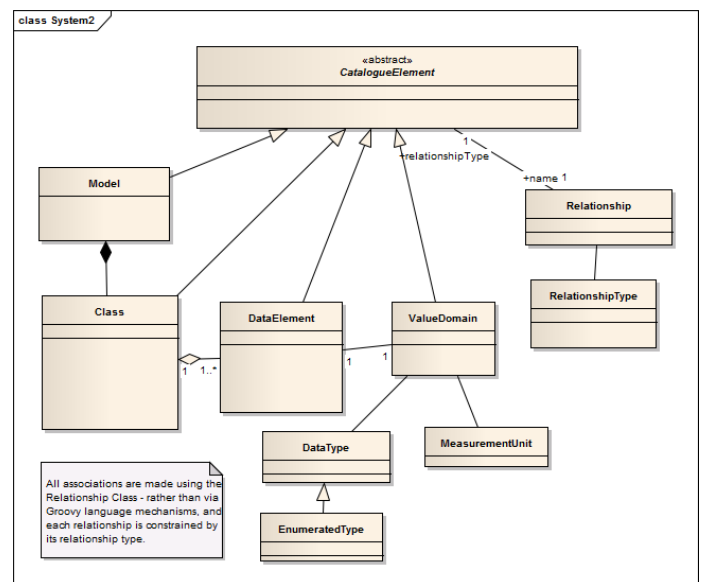 class System2
«abstract»
CatalogueElement
1
+relationshipType
+name 1
Model
Relationship
RelationshipType
Class
DataElement
ValueDomain
1
1..*
1
1
DataType
MeasurementUnit
EnumeratedType
All associations are made using the
Relationship Class - rather than via
Groovy language mechanisms, and
each relationship is constrained by
its relationship type.